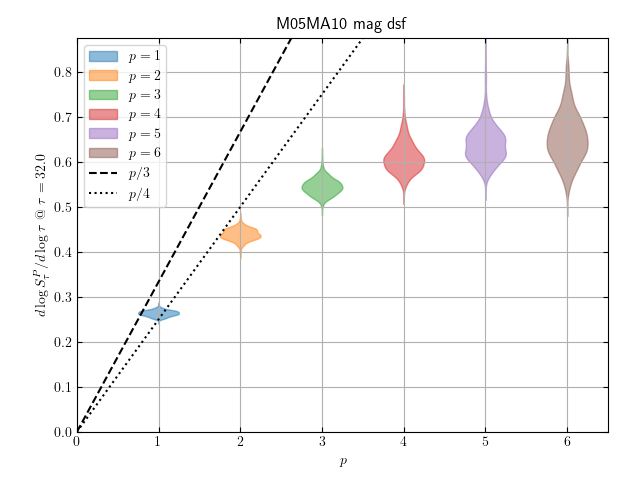 M05MA10 mag dsf
0.8
0.7
0.6
0.5
0.4
0.3
0.2
0.1
0.0
d log S_τ^P / d log τ @ τ = 32.0
p = 1
p = 2
p = 3
p = 4
p = 5
p = 6
p/3
p/4
0 1 2 3 4 5 6
p